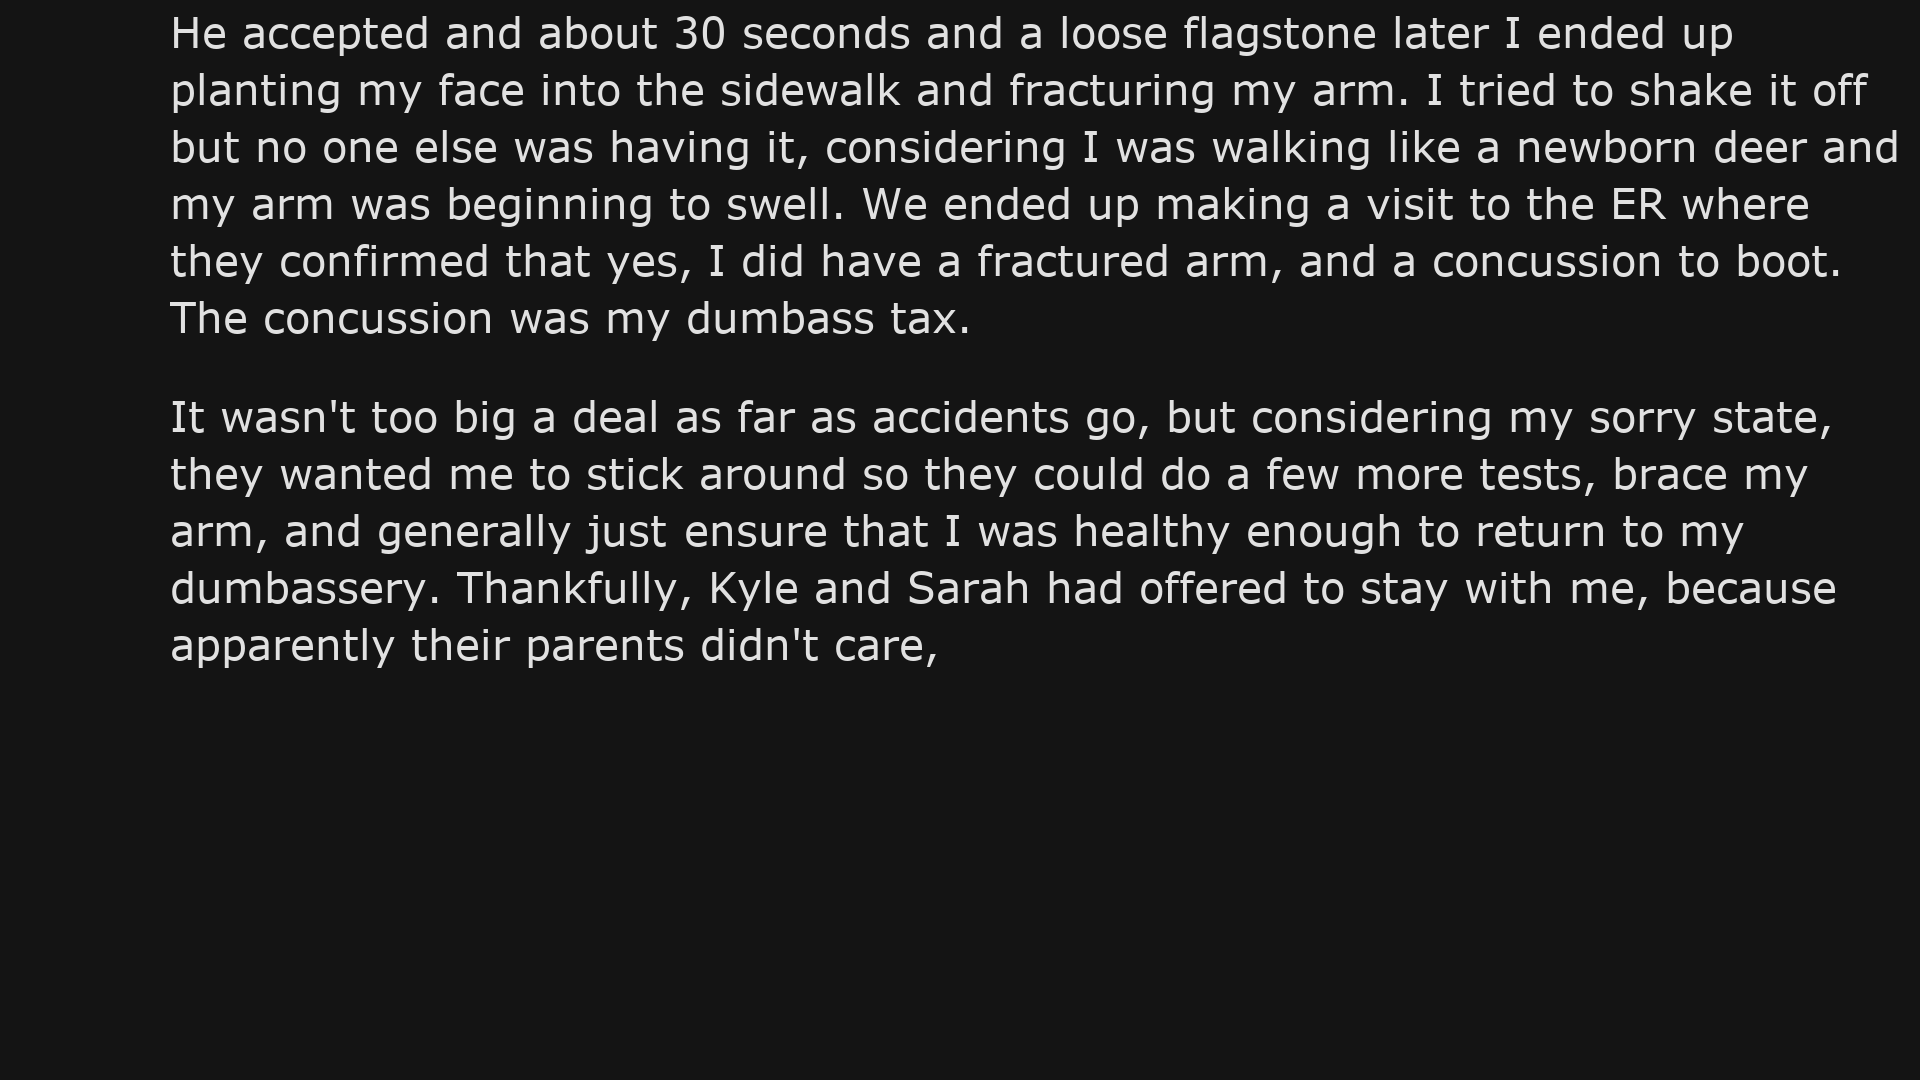 He accepted and about 30 seconds and a loose flagstone later I ended up
planting my face into the sidewalk and fracturing my arm. I tried to shake it off
but no one else was having it, considering I was walking like a newborn deer and
my arm was beginning to swell. We ended up making a visit to the ER where
they confirmed that yes, I did have a fractured arm, and a concussion to boot.
The concussion was my dumbass tax.
It wasn't too big a deal as far as accidents go, but considering my sorry state,
they wanted me to stick around so they could do a few more tests, brace my
arm, and generally just ensure that I was healthy enough to return to my
dumbassery. Thankfully, Kyle and Sarah had offered to stay with me, because
apparently their parents didn't care,